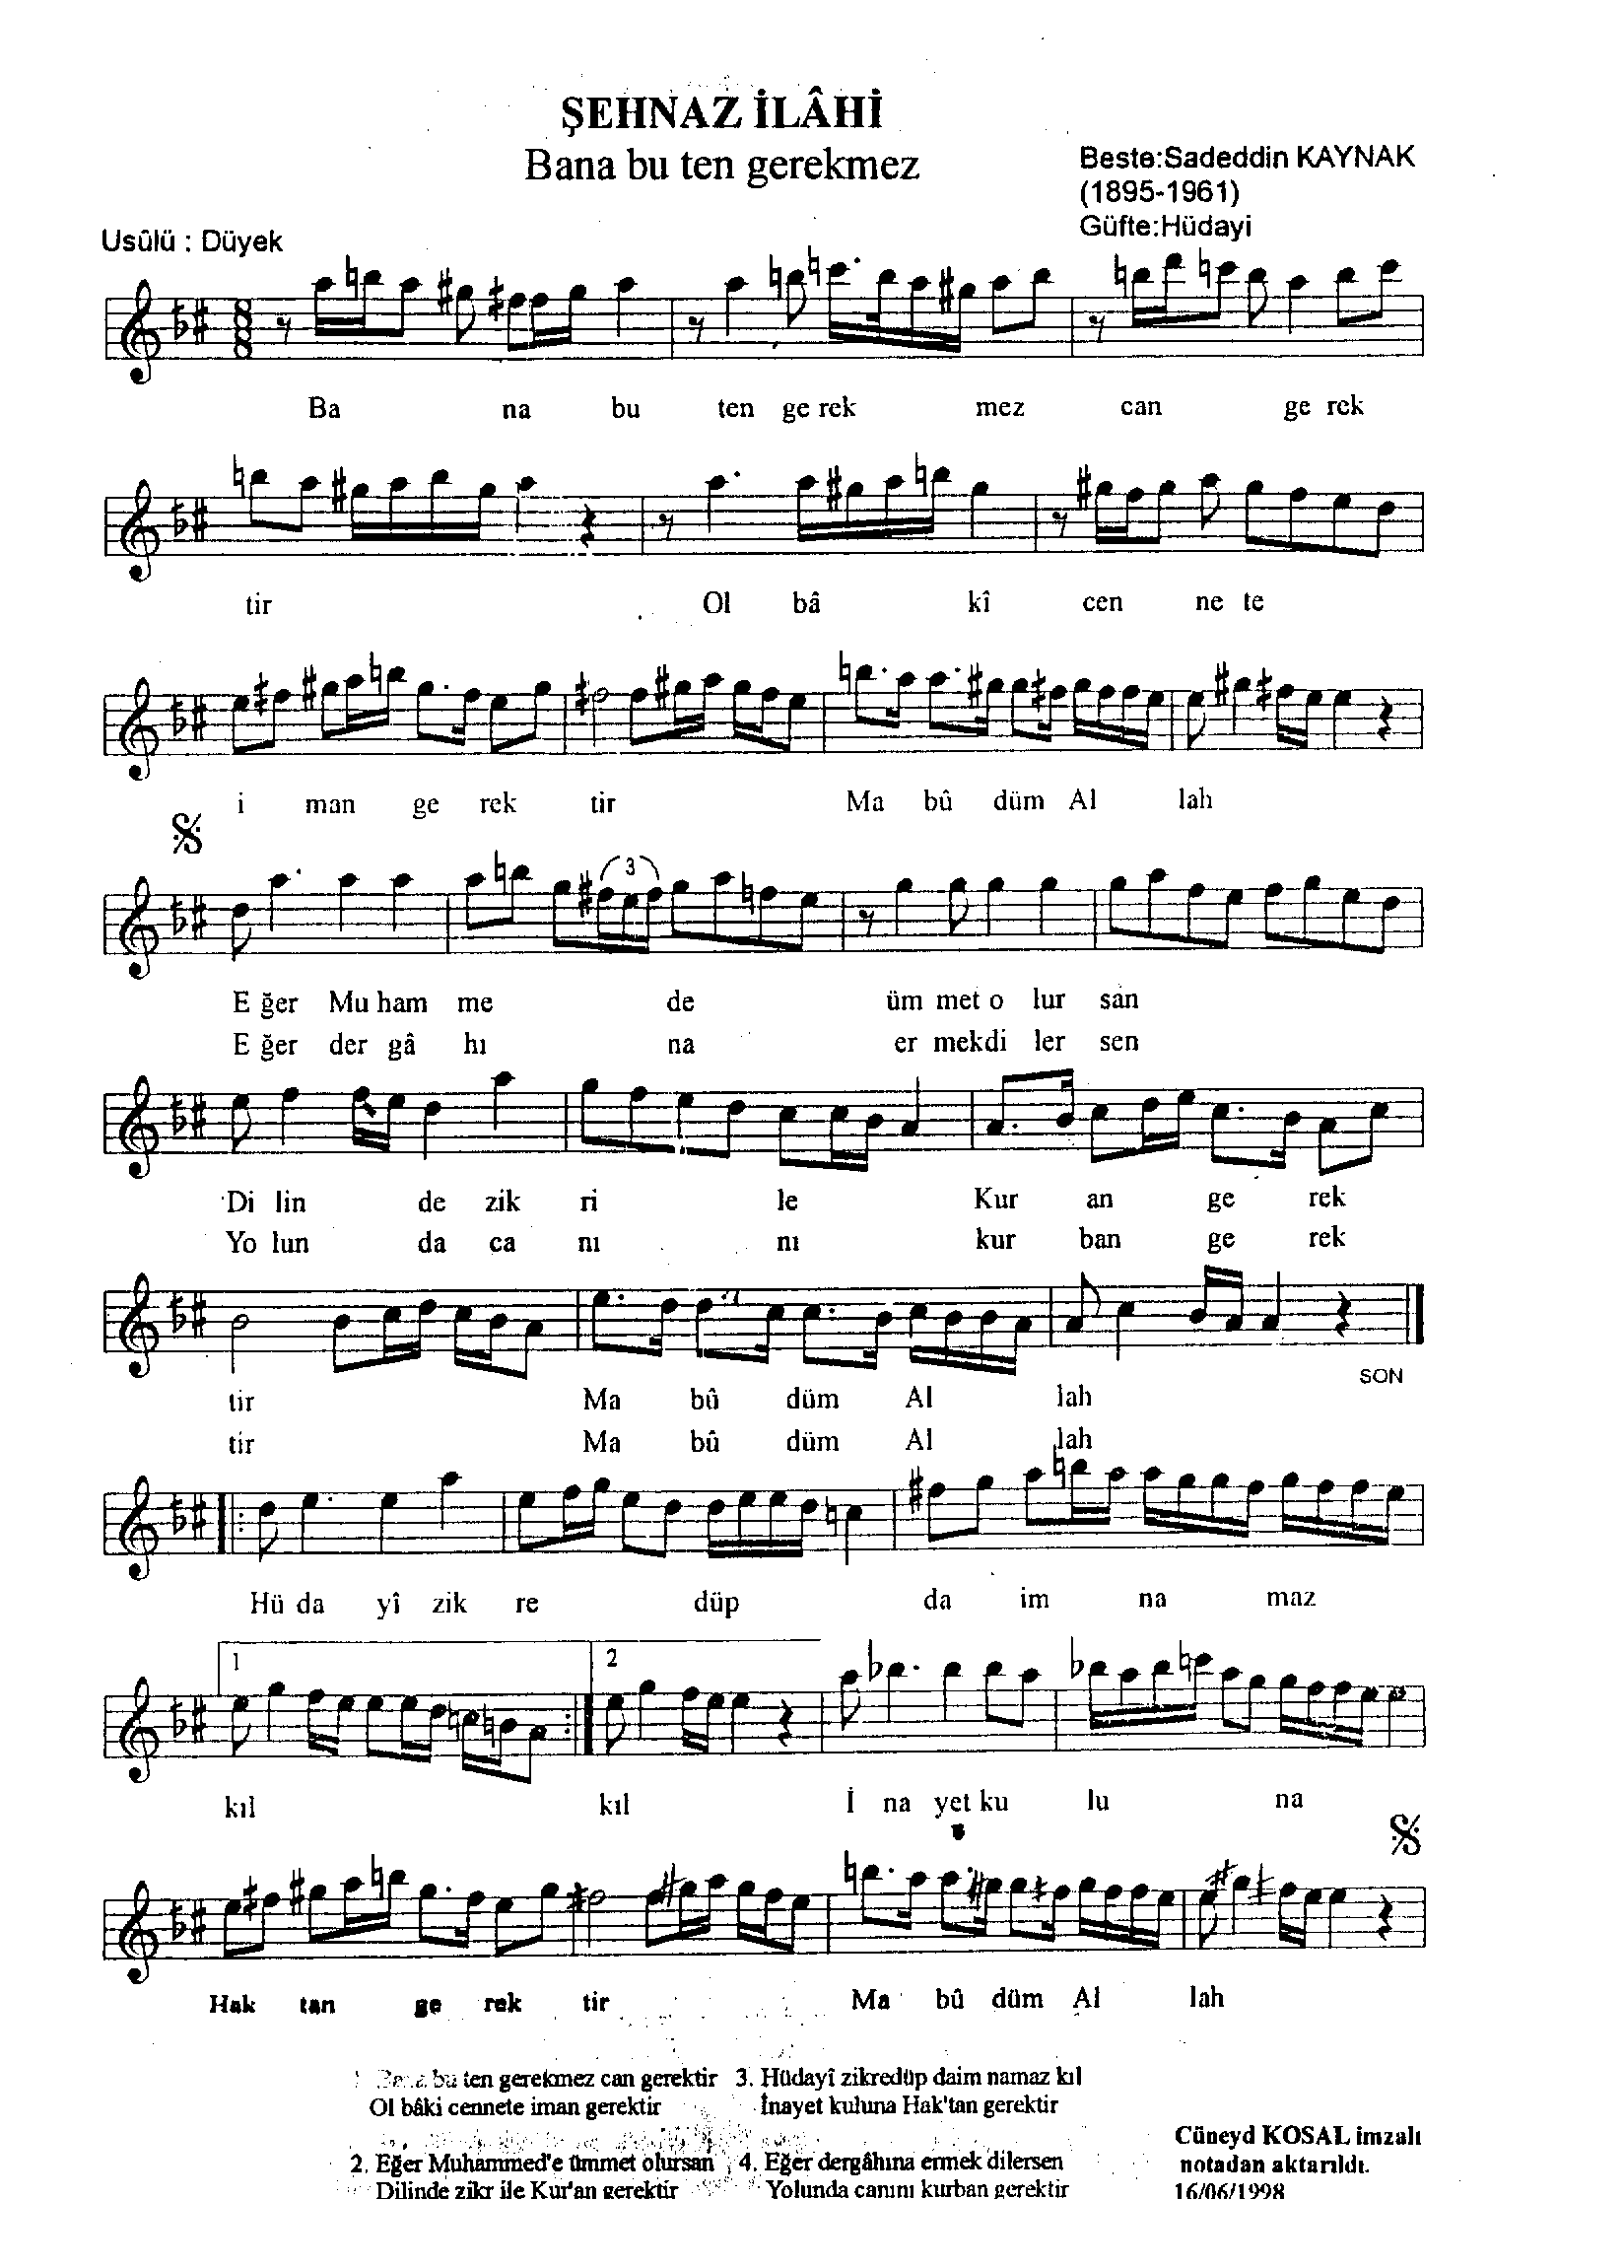 ŞEHNAZ İLÂHİ
Bana bu ten gerekmez
Beste:Sadeddin KAYNAK
(1895-1961)
Güfte:Hüdayi
Usûlü : Düyek
8
8
Ba na bu ten ge rek mez can ge rek
tir Ol bâ kî cen ne te
i man ge rek tir Ma bû düm Al lah
3
E ğer Mu ham me de üm met o lur san
E ğer der gâ hı na er mek di ler sen
Di lin de zik ri le Kur an ge rek
Yo lun da ca nı nı kur ban ge rek
SON
tir Ma bû düm Al lah
tir Ma bû düm Al lah
Hü da yî zik re düp da im na maz
1 2
kıl kıl İ na yet ku lu na
Hak tan ge rek tir Ma bû düm Al lah
bu ten gerekmez can gerektir
Ol bâki cennete iman gerektir
2. Eğer Muhammed'e ümmet olursan
Dilinde zikr ile Kur'an gerektir
3. Hüdayî zikredüp daim namaz kıl
İnayet kuluna Hak'tan gerektir
4. Eğer dergâhına ermek dilersen
Yolunda canını kurban gerektir
Cüneyd KOSAL imzalı
notadan aktarıldı.
16/06/1998